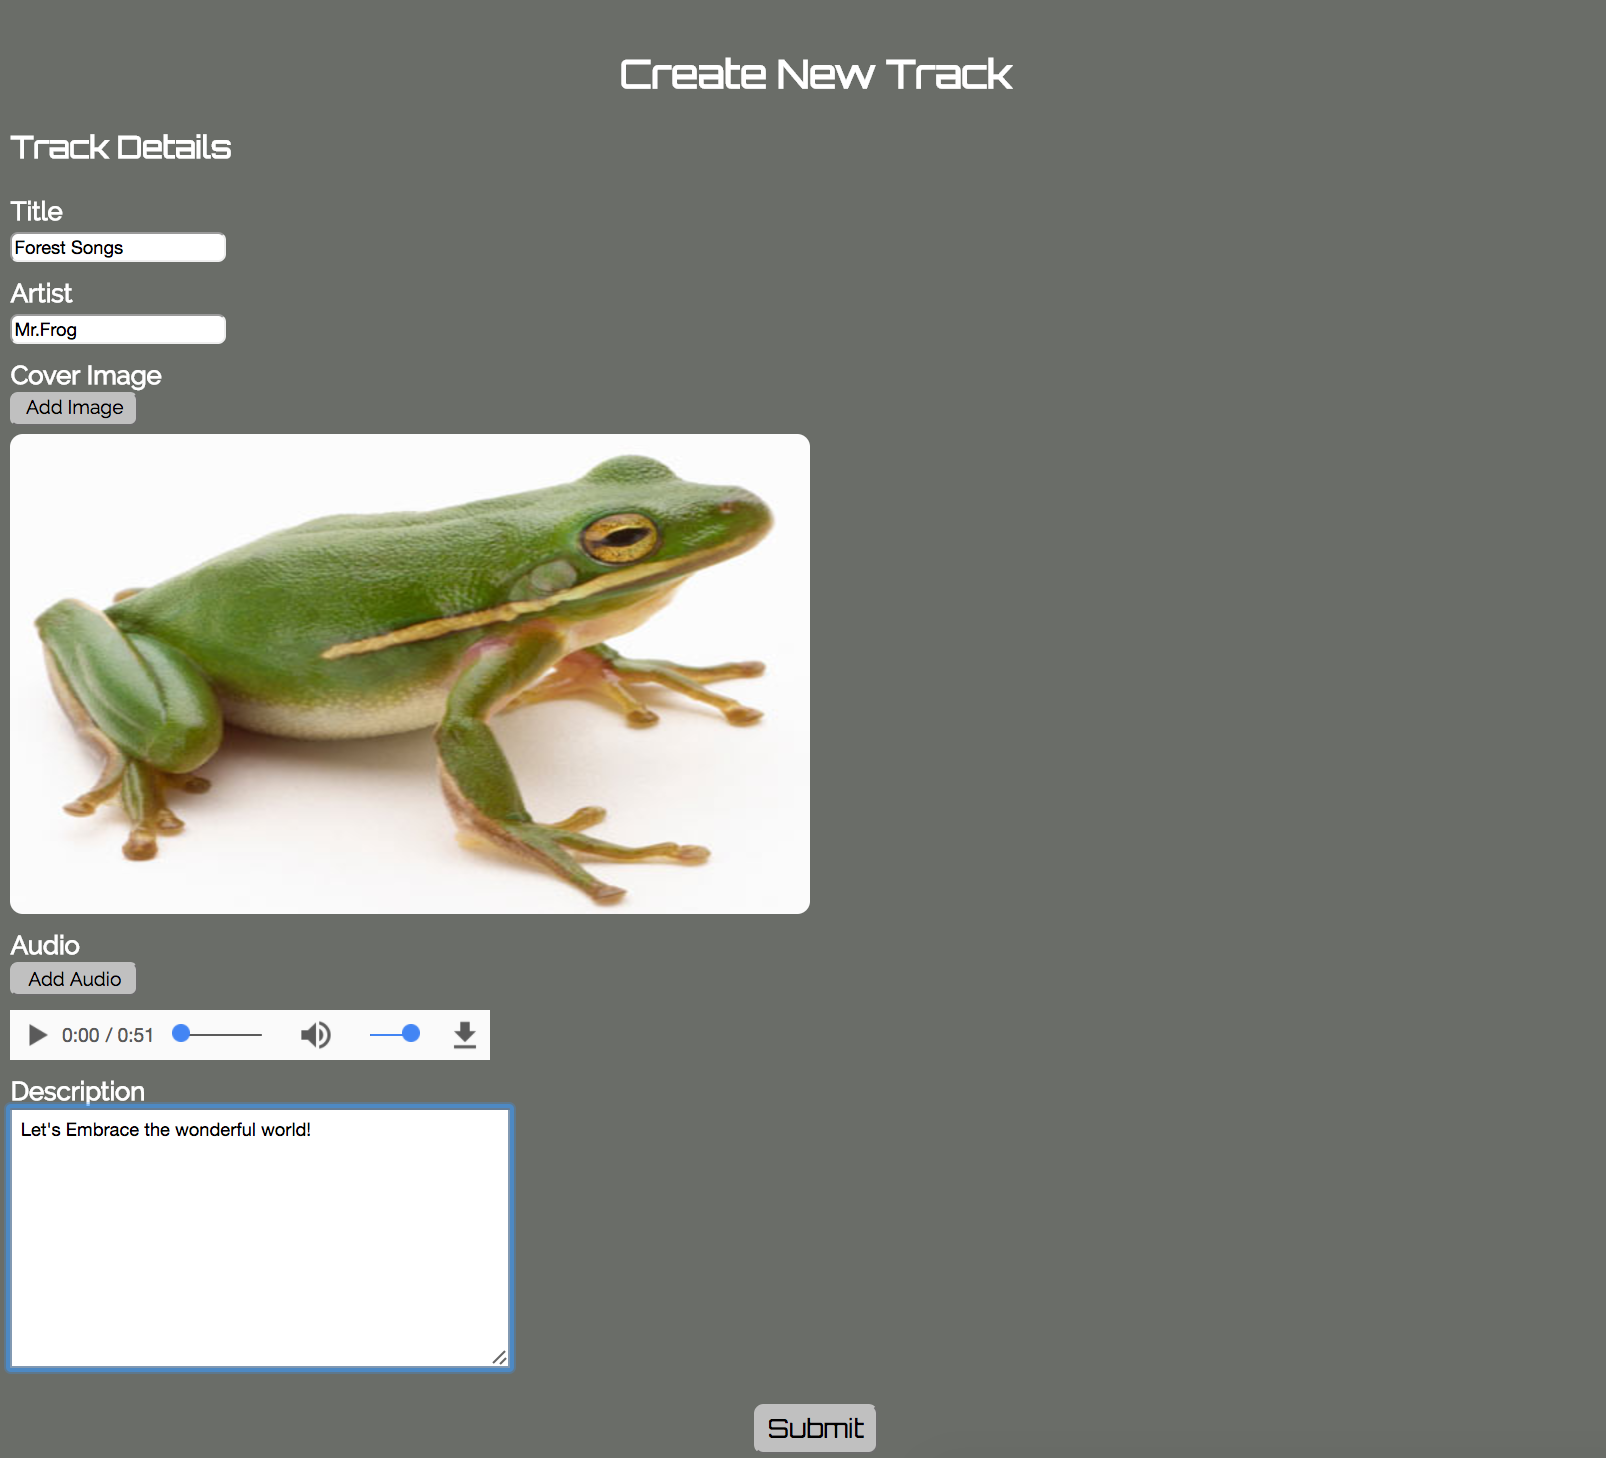 Create New Track
Track Details
Title
Forest Songs
Artist
Mr.Frog
Cover Image
Add Image
Audio
Add Audio
0:00 / 0:51
Description
Let's Embrace the wonderful world!
Submit